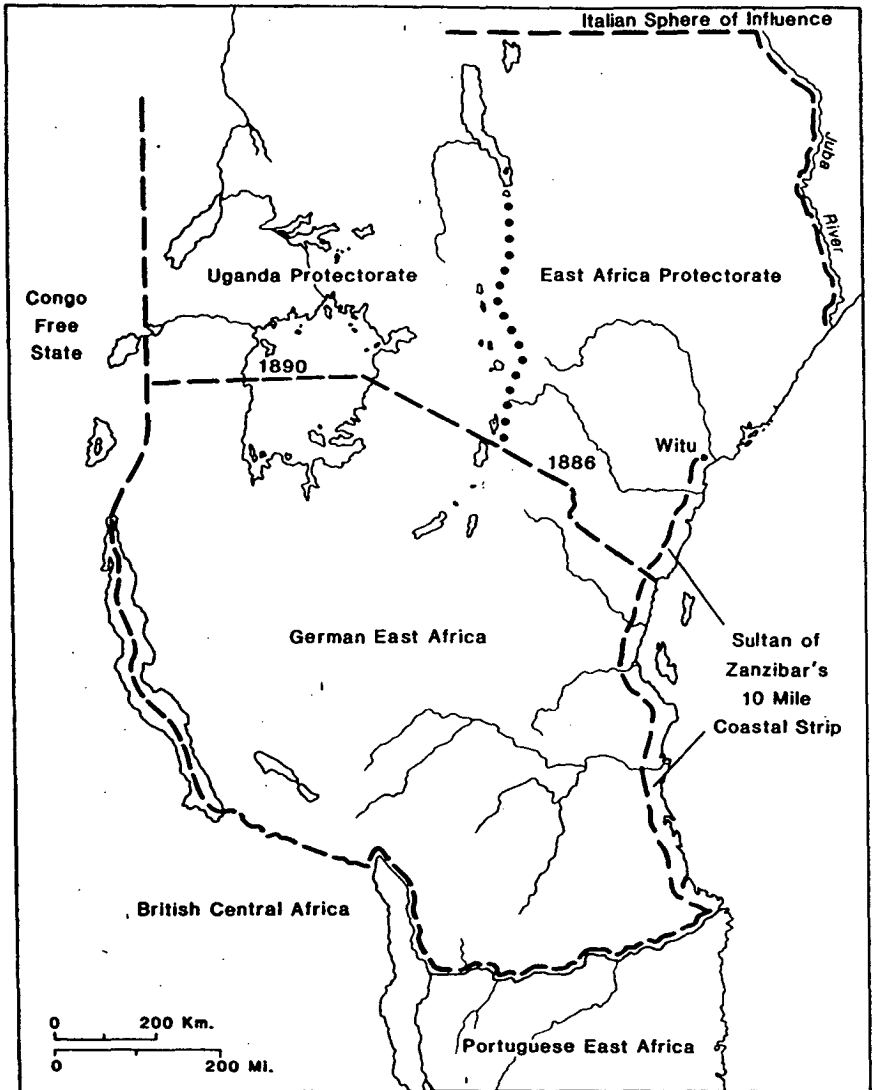 Italian Sphere of Influence
Juba
River
Uganda Protectorate
East Africa Protectorate
Congo
Free
State
1890
Witu
1886
German East Africa
Sultan of
Zanzibar's
10 Mile
Coastal Strip
British Central Africa
0 200 Km.
0 200 Mi.
Portuguese East Africa